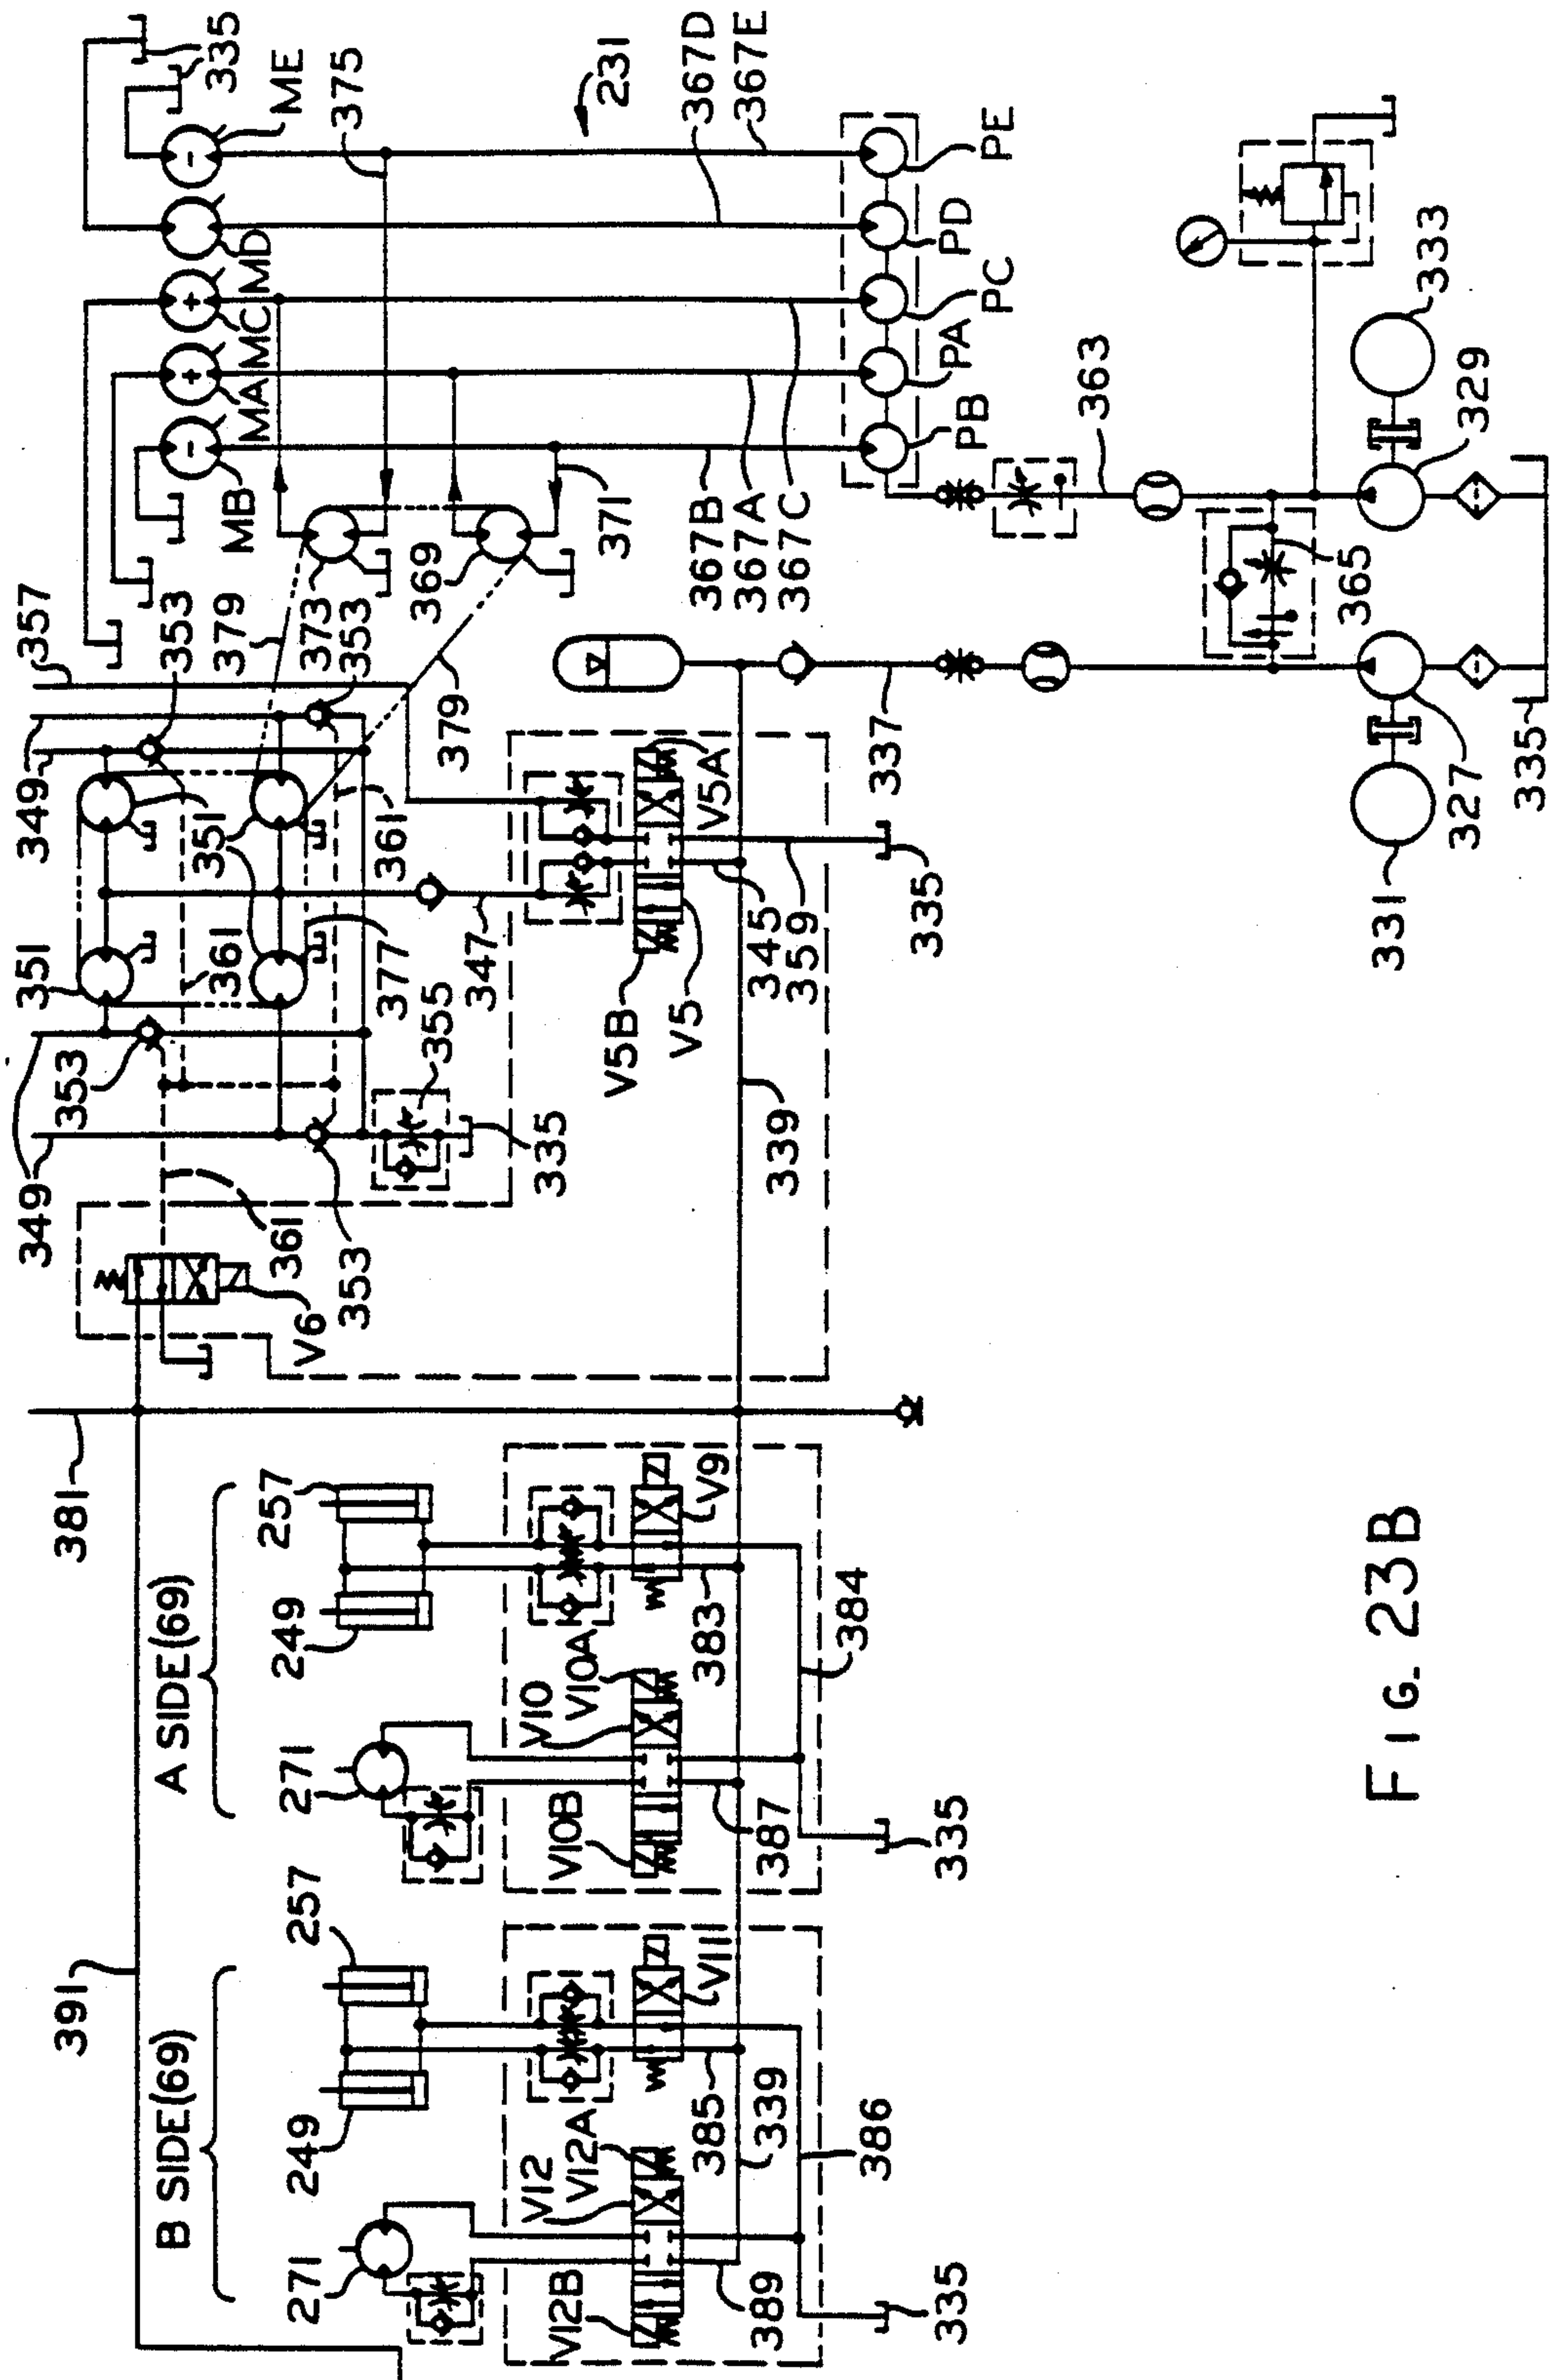 391
381
349
351
349
357
353
353
335
335
B SIDE(69)
A SIDE(69)
361
351
379
MB
MA
MC
MD
ME
249
257
249
257
271
271
V6
361
353
377
361
373
353
375
355
347
379
369
V12B
V12
V12A
V10B
V10
V10A
335
V5B
V5
V5A
371
231
V11
V9
389
385
339
387
383
339
345
359
367B
367A
367C
367D
367E
386
384
337
335
335
335
PB
PA
PC
PD
PE
363
365
331
327
329
333
335
FIG. 23B